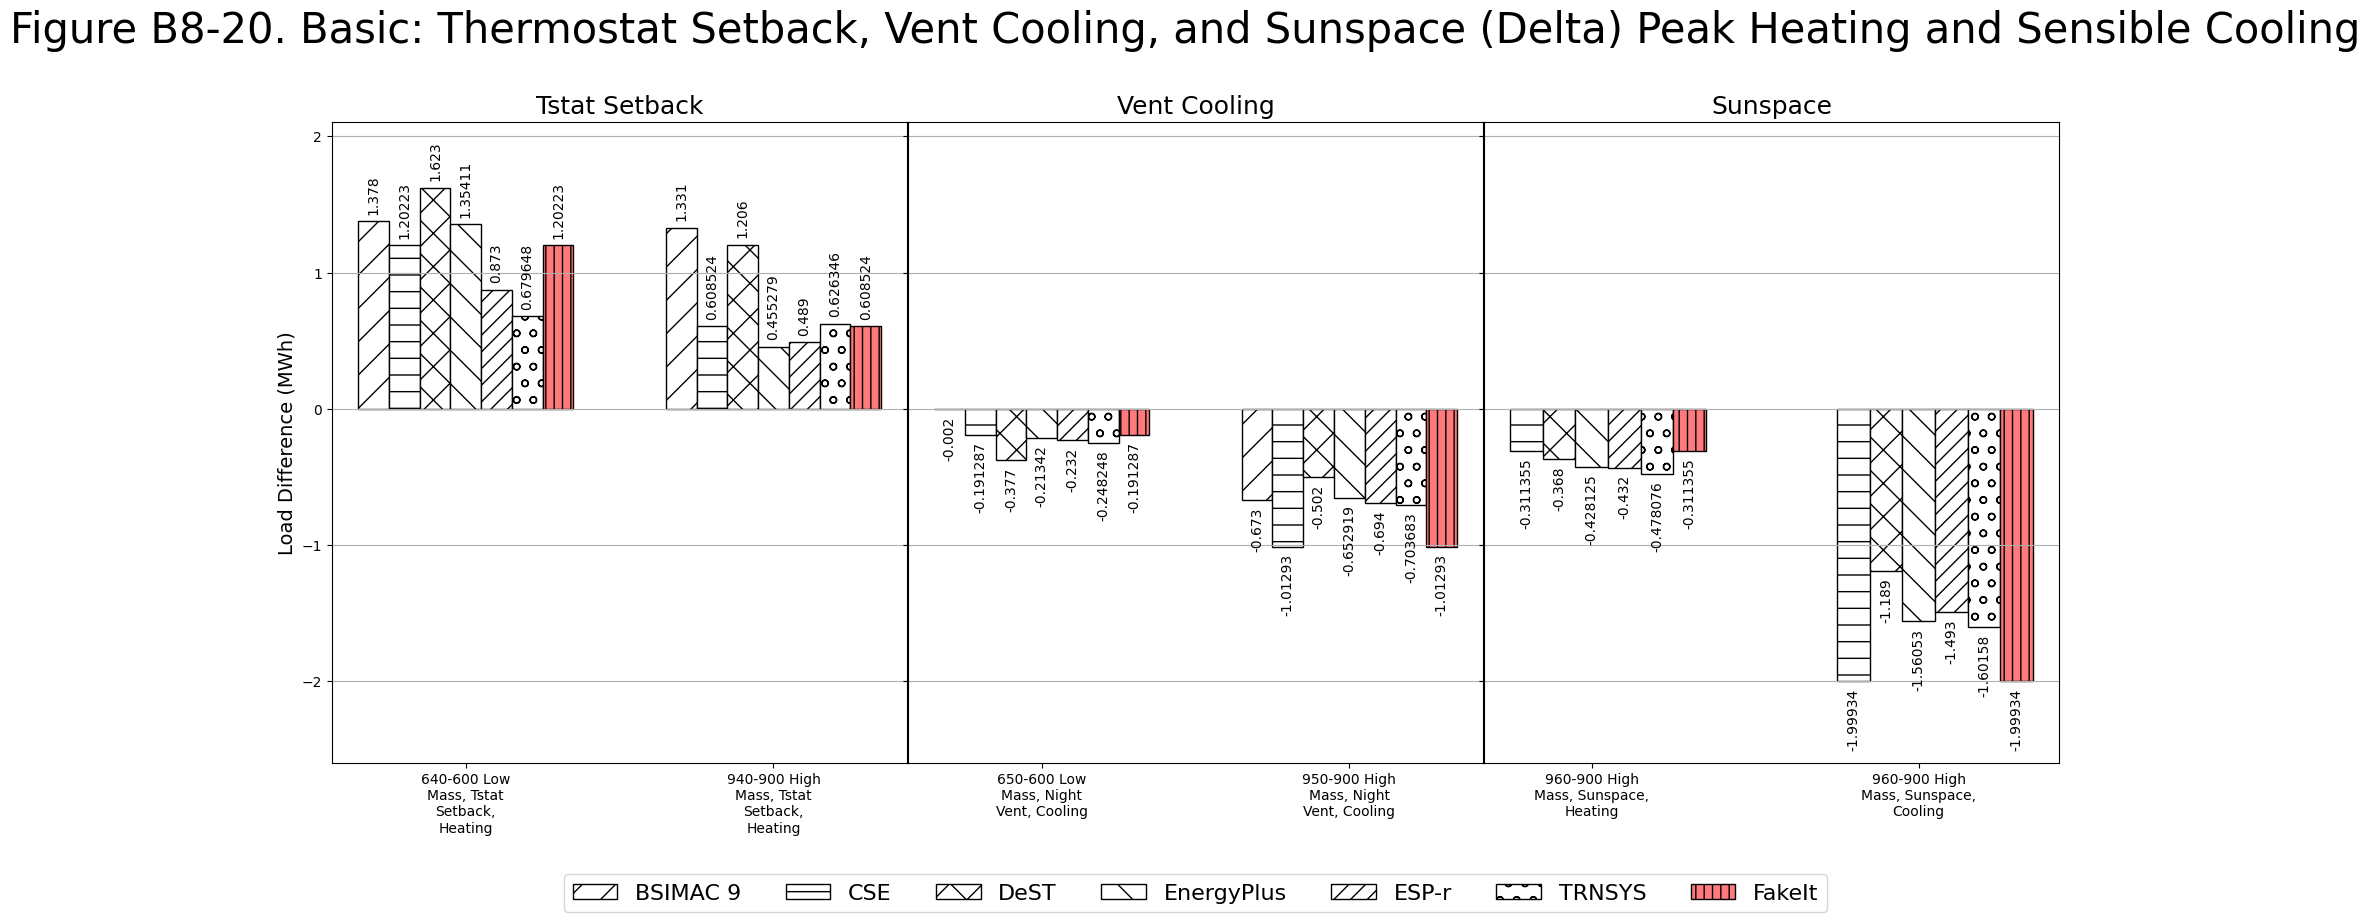 Figure B8-20. Basic: Thermostat Setback, Vent Cooling, and Sunspace (Delta) Peak Heating and Sensible Cooling
Tstat Setback
Vent Cooling
Sunspace
Load Difference (MWh)
2
1
0
−1
−2
1.378
1.20223
1.623
1.35411
0.873
0.679648
1.20223
1.331
0.608524
1.206
0.455279
0.489
0.626346
0.608524
-0.002
-0.191287
-0.377
-0.21342
-0.232
-0.248248
-0.191287
-0.673
-1.01293
-0.502
-0.652919
-0.694
-0.703683
-1.01293
-0.311355
-0.368
-0.428125
-0.432
-0.478076
-0.311355
-1.99934
-1.189
-1.56053
-1.493
-1.60158
-1.99934
640-600 Low
Mass, Tstat
Setback,
Heating
940-900 High
Mass, Tstat
Setback,
Heating
650-600 Low
Mass, Night
Vent, Cooling
950-900 High
Mass, Night
Vent, Cooling
960-900 High
Mass, Sunspace,
Heating
960-900 High
Mass, Sunspace,
Cooling
BSIMAC 9
CSE
DeST
EnergyPlus
ESP-r
TRNSYS
FakeIt